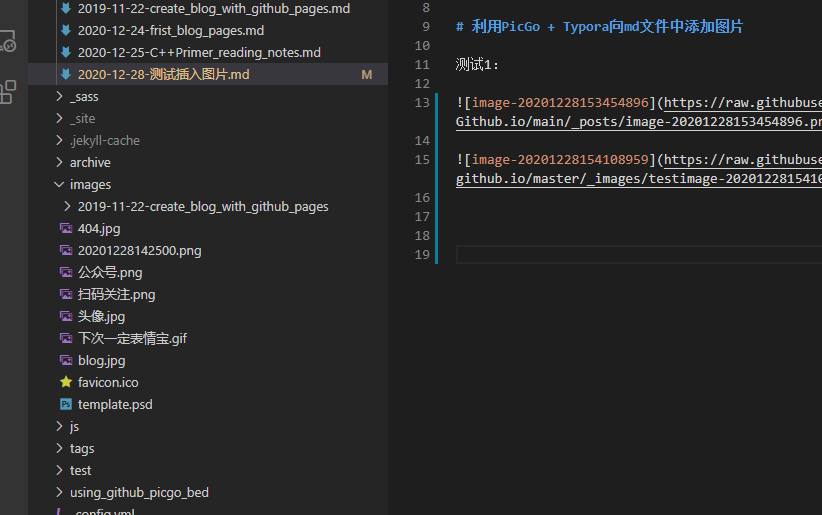 2019-11-22-create_blog_with_github_pages.md
2020-12-24-frist_blog_pages.md
2020-12-25-C++Primer_reading_notes.md
2020-12-28-测试插入图片.md M
_sass
_site
.jekyll-cache
archive
images
2019-11-22-create_blog_with_github_pages
404.jpg
20201228142500.png
公众号.png
扫码关注.png
头像.jpg
下次一定表情宝.gif
blog.jpg
favicon.ico
Ps template.psd
js
tags
test
using_github_picgo_bed
_config.yml
8
9 # 利用PicGo + Typora向md文件中添加图片
10
11 测试1:
12
13 ![image-20201228153454896](https://raw.githubuse
Github.io/main/_posts/image-20201228153454896.pn
14
15 ![image-20201228154108959](https://raw.githubuse
github.io/master/_images/testimage-2020122815410
16
17
18
19